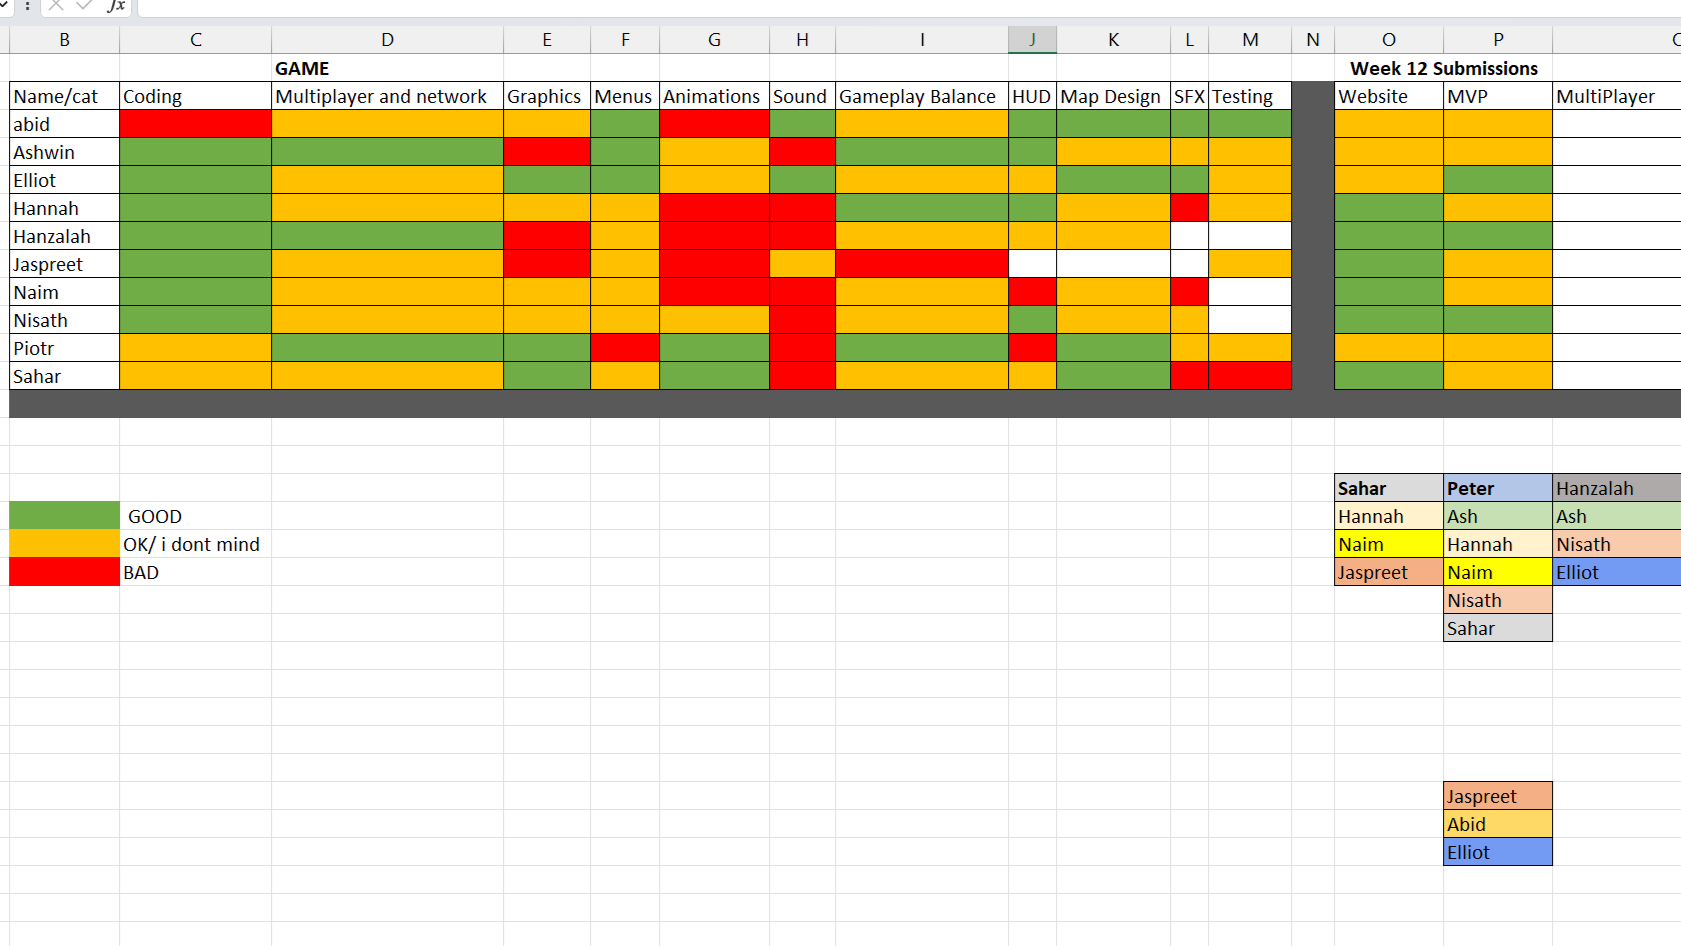 fx
B C D E F G H I J K L M N O P
GAME Week 12 Submissions
Name/cat Coding Multiplayer and network Graphics Menus Animations Sound Gameplay Balance HUD Map Design SFX Testing Website MVP MultiPlayer
abid
Ashwin
Elliot
Hannah
Hanzalah
Jaspreet
Naim
Nisath
Piotr
Sahar
Sahar Peter Hanzalah
GOOD Hannah Ash Ash
OK/ i dont mind Naim Hannah Nisath
BAD Jaspreet Naim Elliot
Nisath
Sahar
Jaspreet
Abid
Elliot